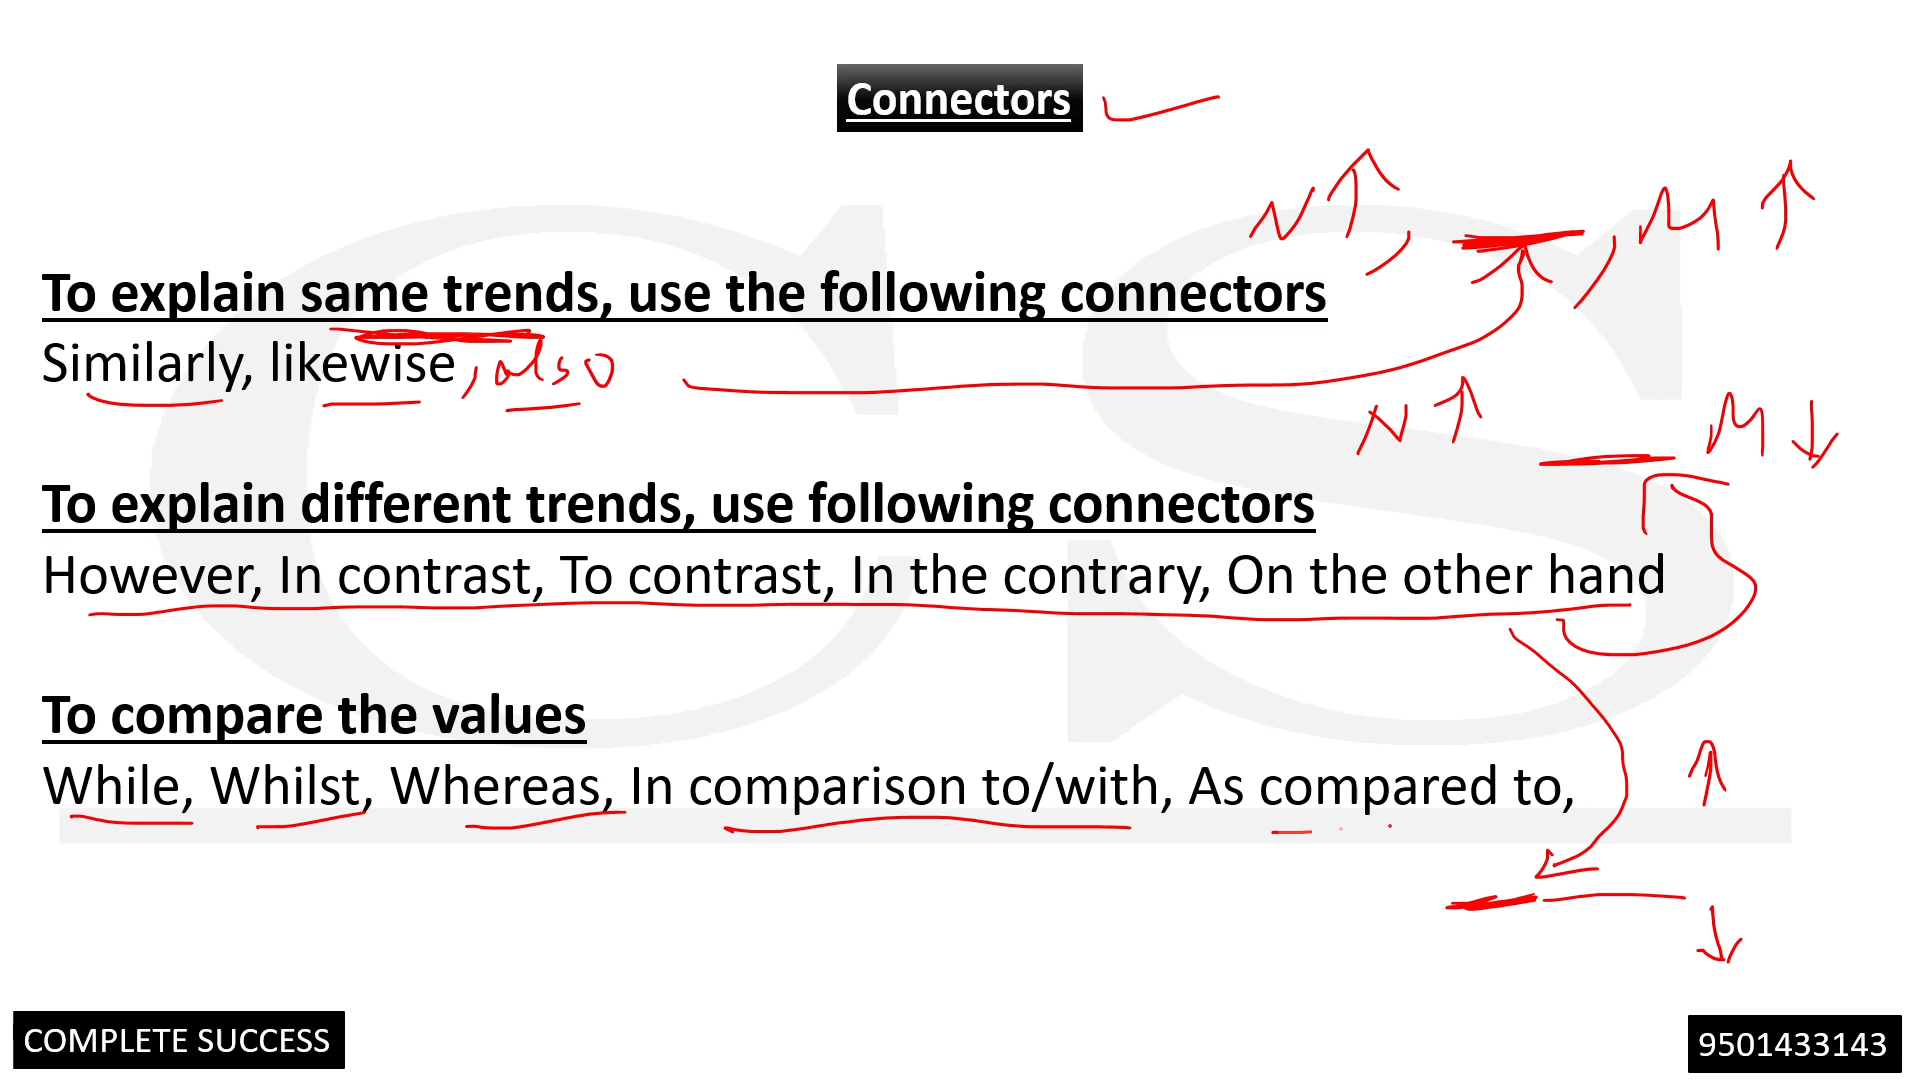 Connectors
N ↑, , M ↑
To explain same trends, use the following connectors
Similarly, likewise, also
N ↑ M ↓
To explain different trends, use following connectors
However, In contrast, To contrast, In the contrary, On the other hand
To compare the values
While, Whilst, Whereas, In comparison to/with, As compared to,
COMPLETE SUCCESS
9501433143